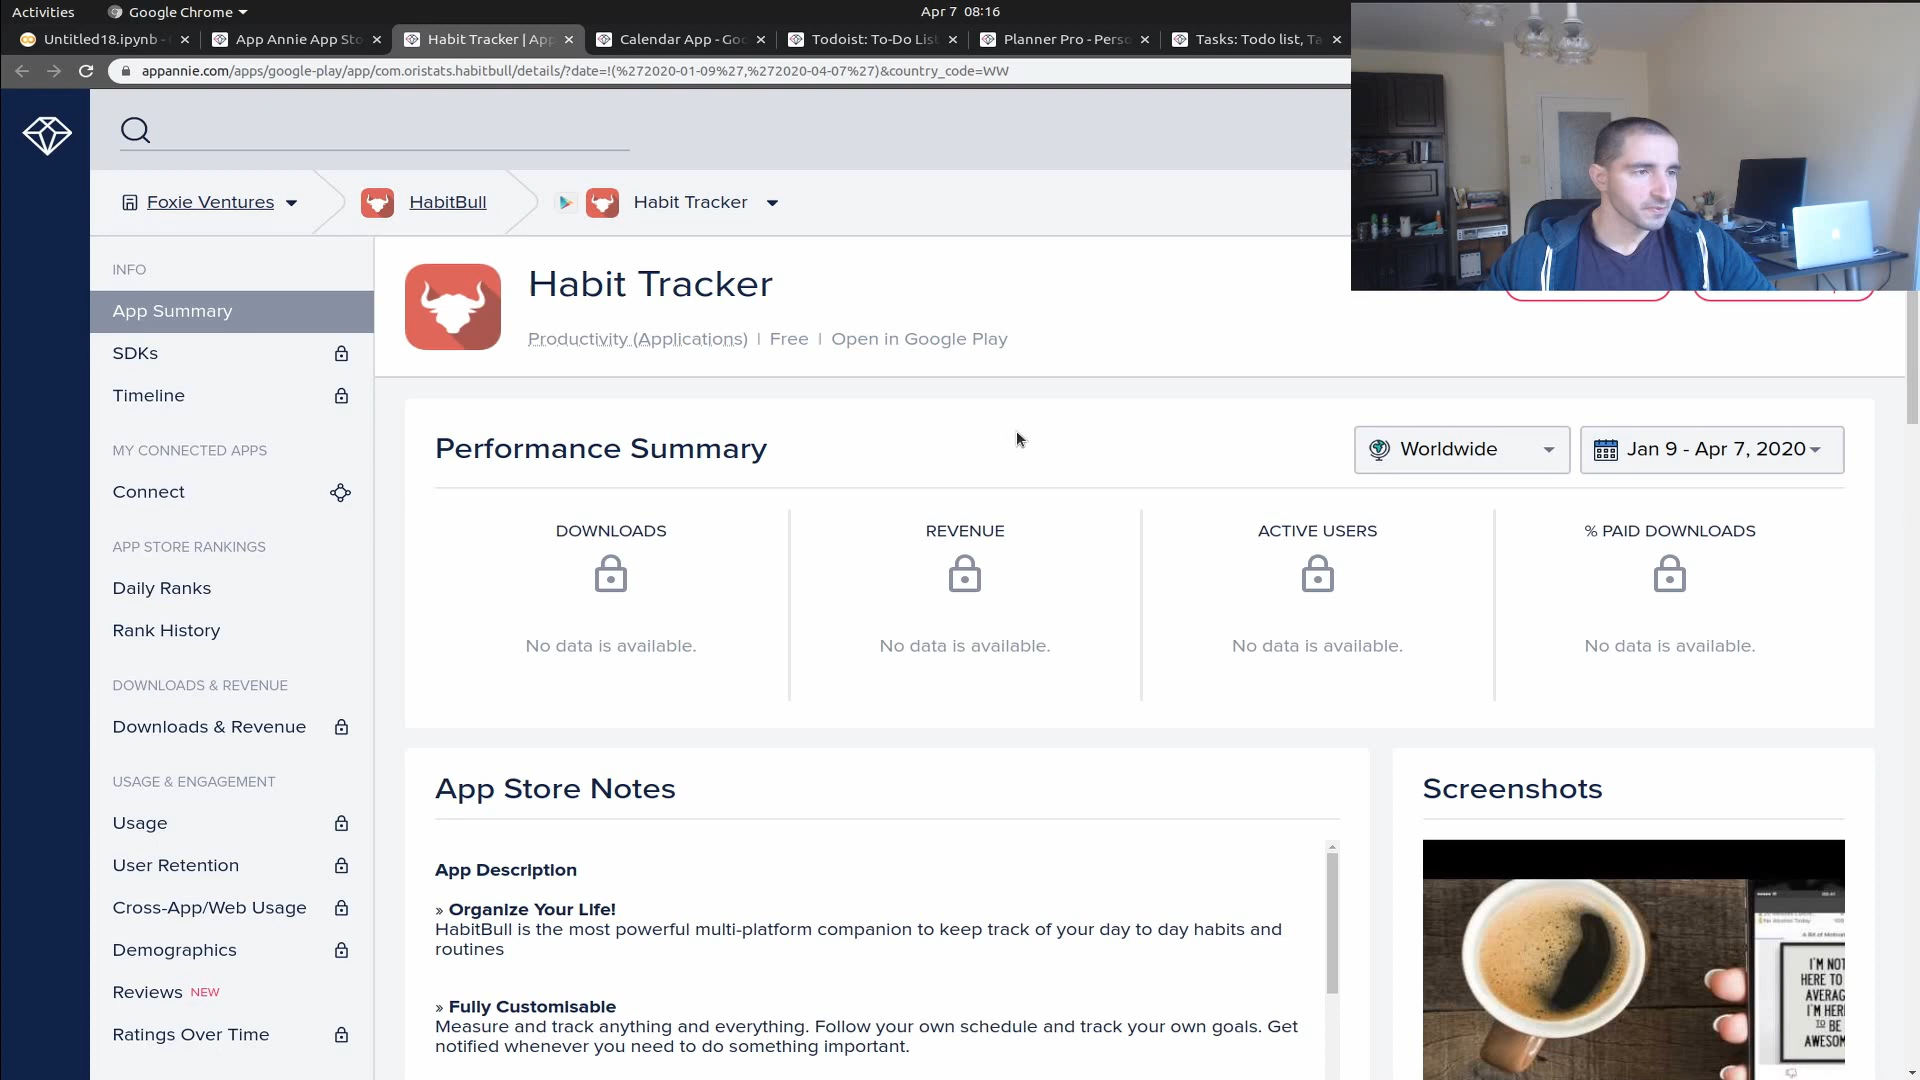 Activities
Google Chrome
Apr 7 08:16
Untitled18.ipynb -
App Annie App Sto
Habit Tracker | App
Calendar App - Goo
Todoist: To-Do List
Planner Pro - Perso
Tasks: Todo list, Ta
appannie.com/apps/google-play/app/com.oristats.habitbull/details/?date=!(%272020-01-09%27,%272020-04-07%27)&country_code=WW
Foxie Ventures
HabitBull
Habit Tracker
INFO
App Summary
SDKs
Timeline
MY CONNECTED APPS
Connect
APP STORE RANKINGS
Daily Ranks
Rank History
DOWNLOADS & REVENUE
Downloads & Revenue
USAGE & ENGAGEMENT
Usage
User Retention
Cross-App/Web Usage
Demographics
Reviews NEW
Ratings Over Time
Habit Tracker
Productivity (Applications) | Free | Open in Google Play
Performance Summary
Worldwide
Jan 9 - Apr 7, 2020
DOWNLOADS
No data is available.
REVENUE
No data is available.
ACTIVE USERS
No data is available.
% PAID DOWNLOADS
No data is available.
App Store Notes
App Description
» Organize Your Life!
HabitBull is the most powerful multi-platform companion to keep track of your day to day habits and
routines
» Fully Customisable
Measure and track anything and everything. Follow your own schedule and track your own goals. Get
notified whenever you need to do something important.
Screenshots
I'M NOT
HERE TO
AVERAG
I'M HER
TO BE
AWESOM